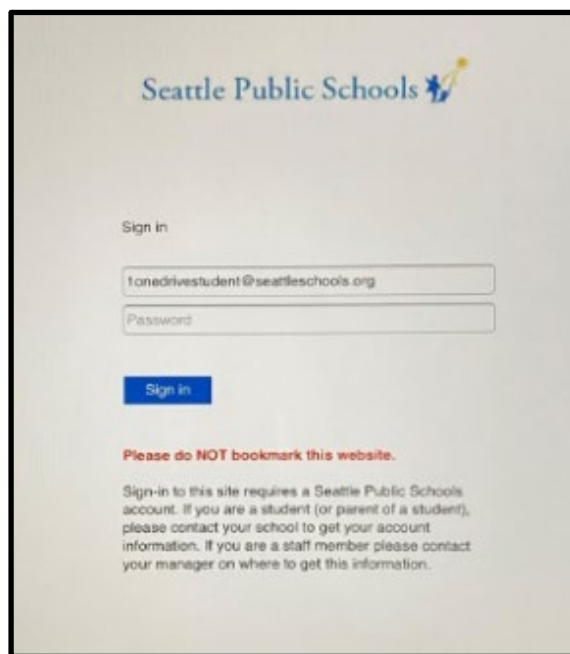 Seattle Public Schools
Sign in
1onedrivestudent@seattleschools.org
Password
Sign in
Please do NOT bookmark this website.
Sign-in to this site requires a Seattle Public Schools
account. If you are a student (or parent of a student),
please contact your school to get your account
information. If you are a staff member please contact
your manager on where to get this information.